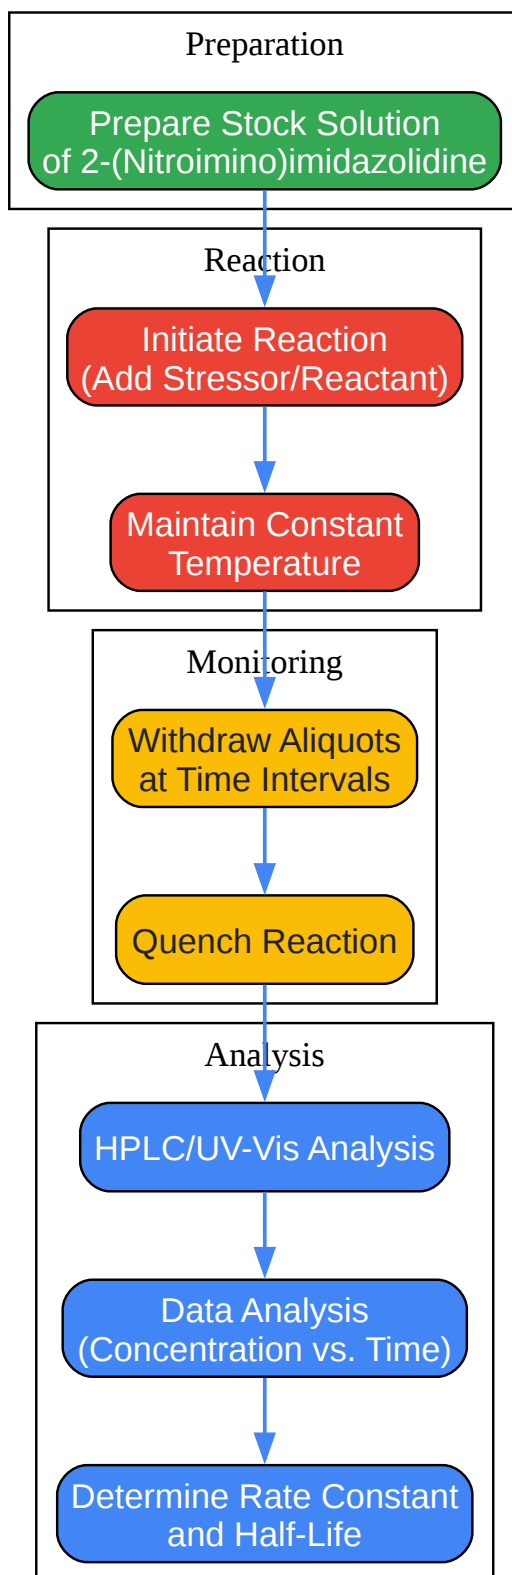 Preparation
Prepare Stock Solution
of 2-(Nitroimino)imidazolidine
Reaction
Initiate Reaction
(Add Stressor/Reactant)
Maintain Constant
Temperature
Monitoring
Withdraw Aliquots
at Time Intervals
Quench Reaction
Analysis
HPLC/UV-Vis Analysis
Data Analysis
(Concentration vs. Time)
Determine Rate Constant
and Half-Life